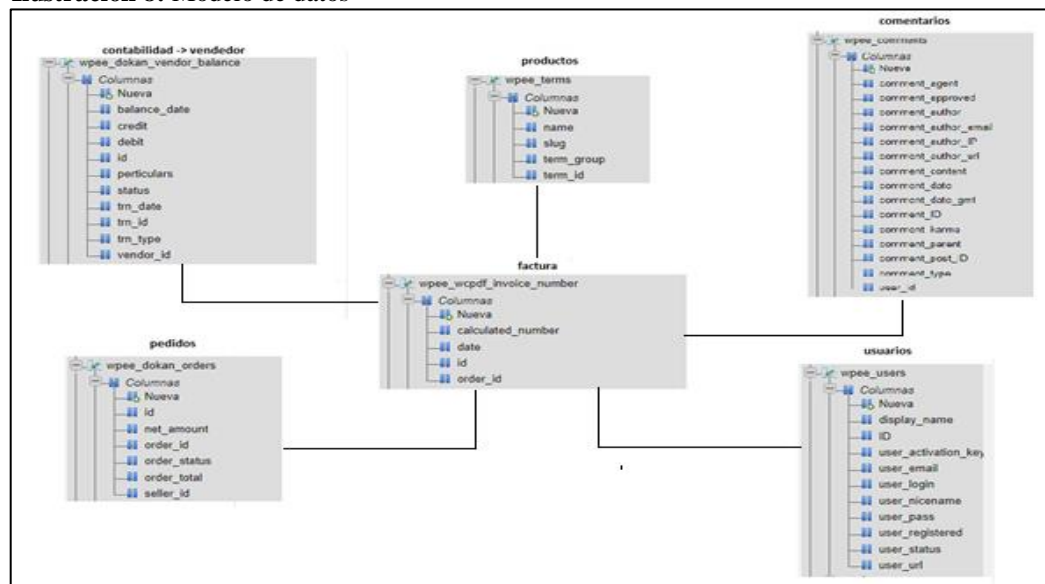 Ilustración 8. Modelo de datos
contabilidad -> vendedor
wpee_dokan_vendor_balance
Columnas
Nueva
balance_date
credit
debit
id
perticulars
status
trn_date
trn_id
trn_type
vendor_id
productos
wpee_terms
Columnas
Nueva
name
slug
term_group
term_id
comentarios
wpee_comments
Columnas
Nueva
comment_agent
comment_approved
comment_author
comment_author_email
comment_author_IP
comment_author_url
comment_content
comment_date
comment_date_gmt
comment_ID
comment_karma
comment_parent
comment_post_ID
comment_type
user_id
factura
wpee_wcpdf_invoice_number
Columnas
Nueva
calculated_number
date
id
order_id
pedidos
wpee_dokan_orders
Columnas
Nueva
id
net_amount
order_id
order_status
order_total
seller_id
usuarios
wpee_users
Columnas
Nueva
display_name
ID
user_activation_key
user_email
user_login
user_nicename
user_pass
user_registered
user_status
user_url